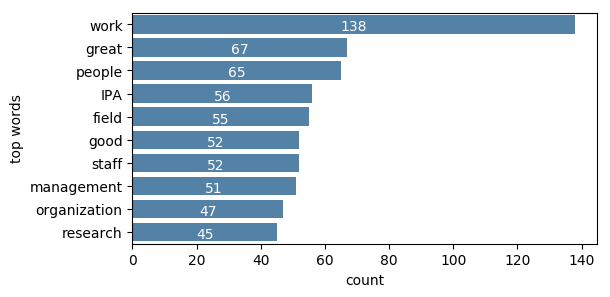 top words
work 138
great 67
people 65
IPA 56
field 55
good 52
staff 52
management 51
organization 47
research 45
0 20 40 60 80 100 120 140
count